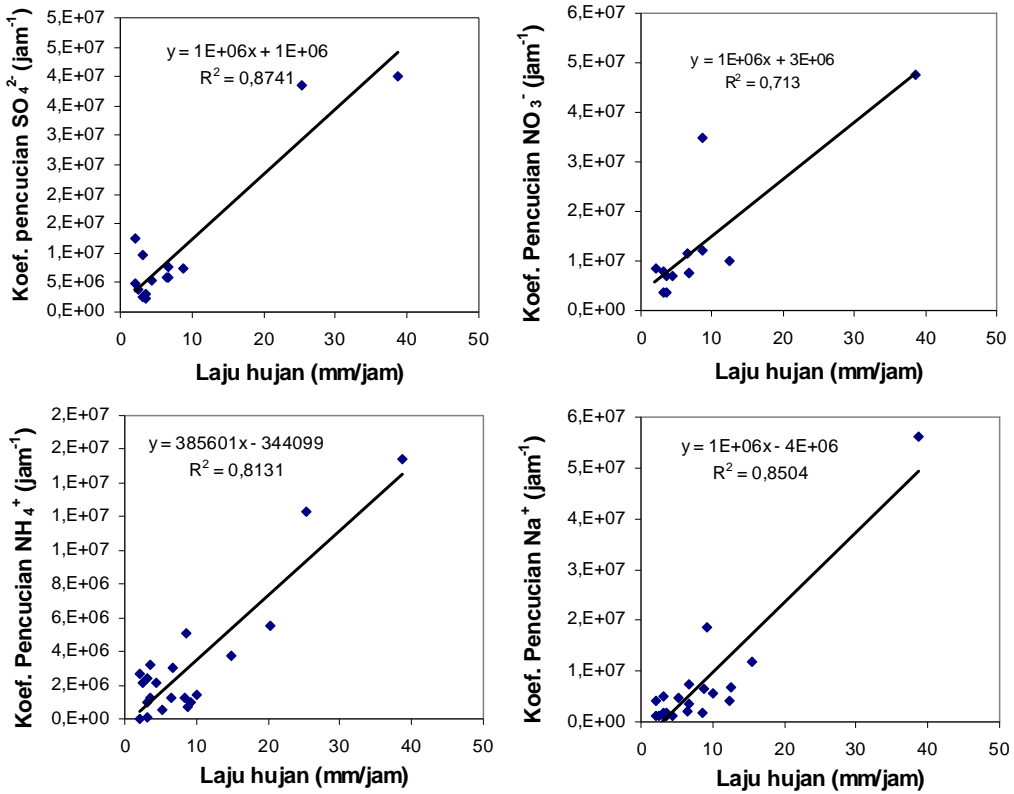 Koef. pencucian SO₄²⁻ (jam⁻¹)
5,E+07
5,E+07
4,E+07
4,E+07
3,E+07
3,E+07
2,E+07
2,E+07
1,E+07
5,E+06
0,E+00
y = 1E+06x + 1E+06
R² = 0,8741
0 10 20 30 40 50
Laju hujan (mm/jam)
Koef. Pencucian NO₃⁻ (jam⁻¹)
6,E+07
5,E+07
4,E+07
3,E+07
2,E+07
1,E+07
0,E+00
y = 1E+06x + 3E+06
R² = 0,713
0 10 20 30 40 50
Laju hujan (mm/jam)
Koef. Pencucian NH₄⁺ (jam⁻¹)
2,E+07
2,E+07
1,E+07
1,E+07
1,E+07
8,E+06
6,E+06
4,E+06
2,E+06
0,E+00
y = 385601x - 344099
R² = 0,8131
0 10 20 30 40 50
Laju hujan (mm/jam)
Koef. Pencucian Na⁺ (jam⁻¹)
6,E+07
5,E+07
4,E+07
3,E+07
2,E+07
1,E+07
0,E+00
y = 1E+06x - 4E+06
R² = 0,8504
0 10 20 30 40 50
Laju hujan (mm/jam)